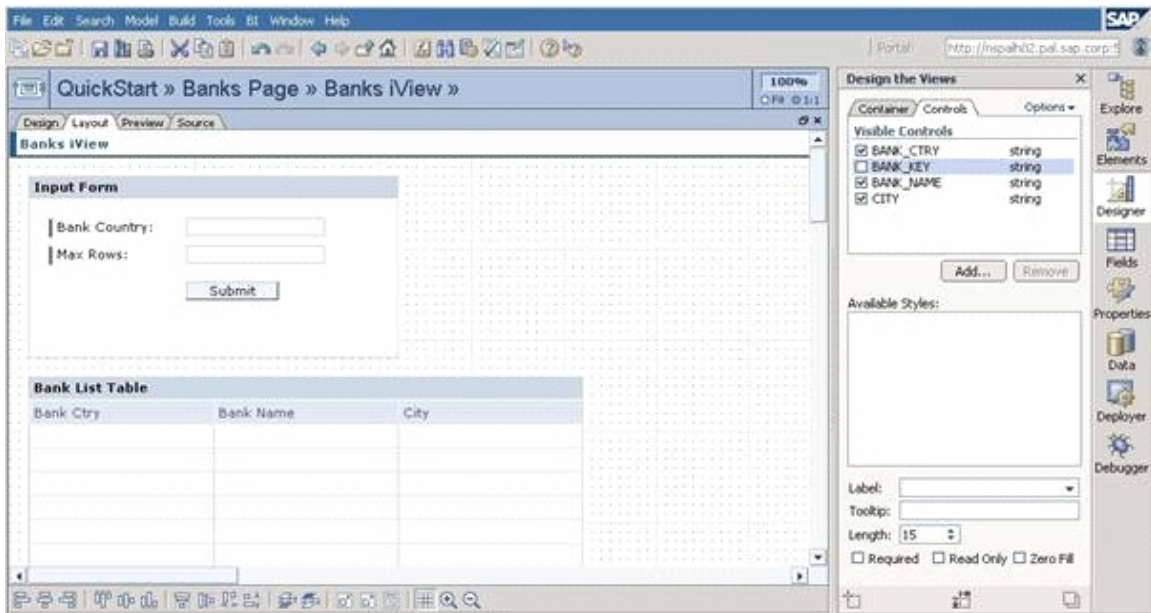 File Edit Search Model Build Tools BI Window Help
SAP
Portal:
QuickStart » Banks Page » Banks iView »
100%
Fit 1:1
Design Layout Preview Source
Banks iView
Input Form
Bank Country:
Max Rows:
Submit
Bank List Table
Bank Ctry Bank Name City
Design the Views
Container Controls Options
Visible Controls
BANK_CTRY string
BANK_KEY string
BANK_NAME string
CITY string
Add... Remove
Available Styles:
Label:
Tooltip:
Length: 15
Required Read Only Zero Fill
Explore
Elements
Designer
Fields
Properties
Data
Deployer
Debugger